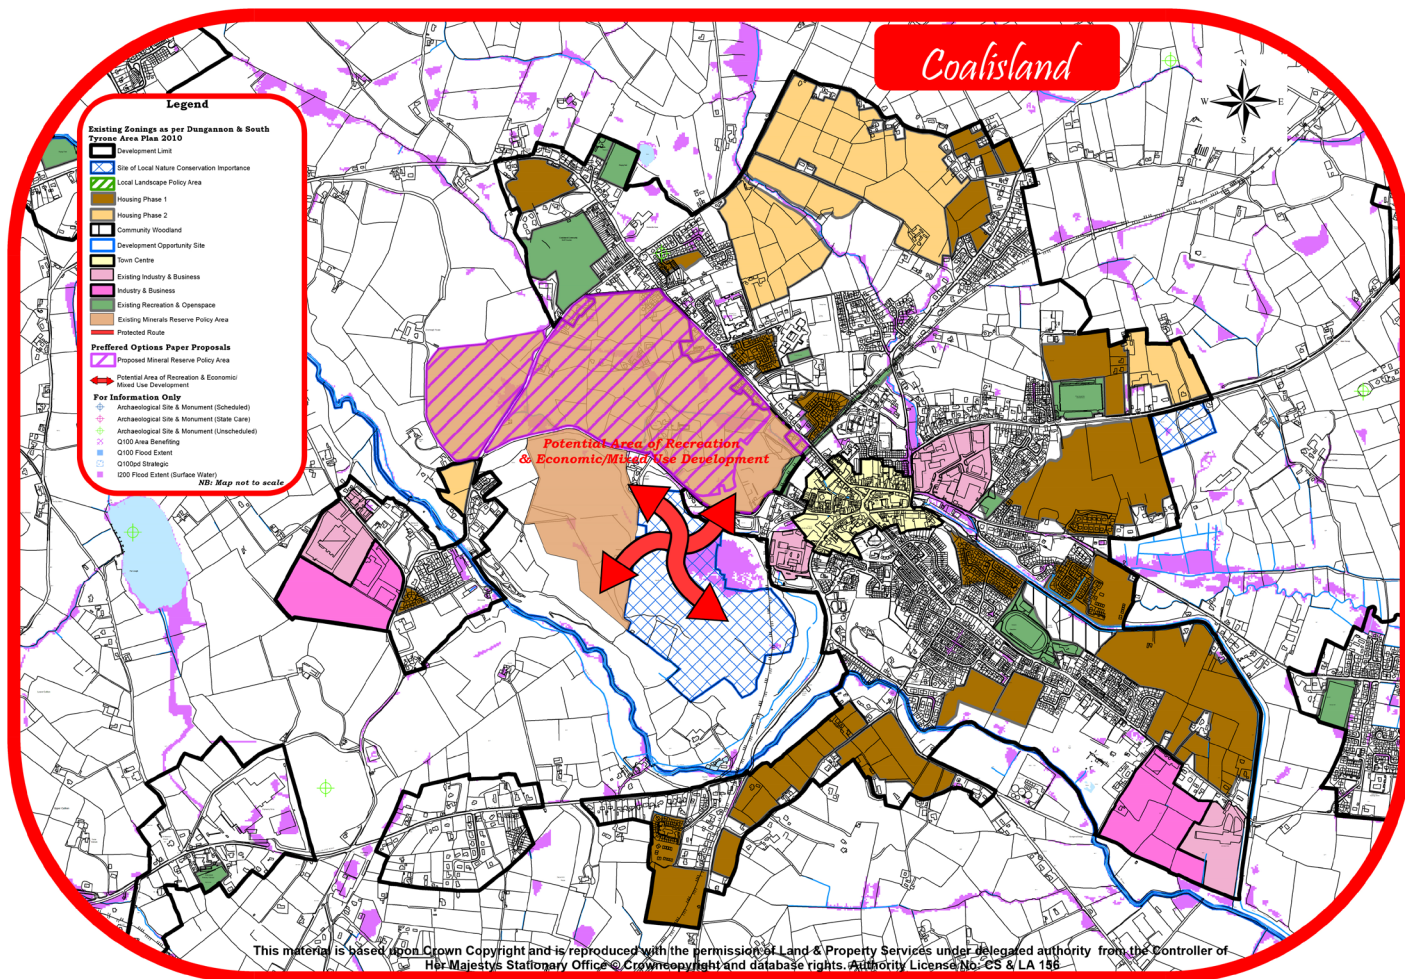 Coalisland
N
W
E
S
Legend
Existing Zonings as per Dungannon & South
Tyrone Area Plan 2010
Development Limit
Site of Local Nature Conservation Importance
Local Landscape Policy Area
Housing Phase 1
Housing Phase 2
Community Woodland
Development Opportunity Site
Town Centre
Existing Industry & Business
Industry & Business
Existing Recreation & Openspace
Existing Minerals Reserve Policy Area
Protected Route
Preffered Options Paper Proposals
Proposed Mineral Reserve Policy Area
Potential Area of Recreation & Economic/
Mixed Use Development
For Information Only
Archaeological Site & Monument (Scheduled)
Archaeological Site & Monument (State Care)
Archaeological Site & Monument (Unscheduled)
Q100 Area Benefiting
Q100 Flood Extent
Q100pd Strategic
I200 Flood Extent (Surface Water)
NB: Map not to scale
Potential Area of Recreation
& Economic/Mixed Use Development
This material is based upon Crown Copyright and is reproduced with the permission of Land & Property Services under delegated authority from the Controller of
Her Majestys Stationary Office © Crowncopyright and database rights. Authority License No: CS & LA 156